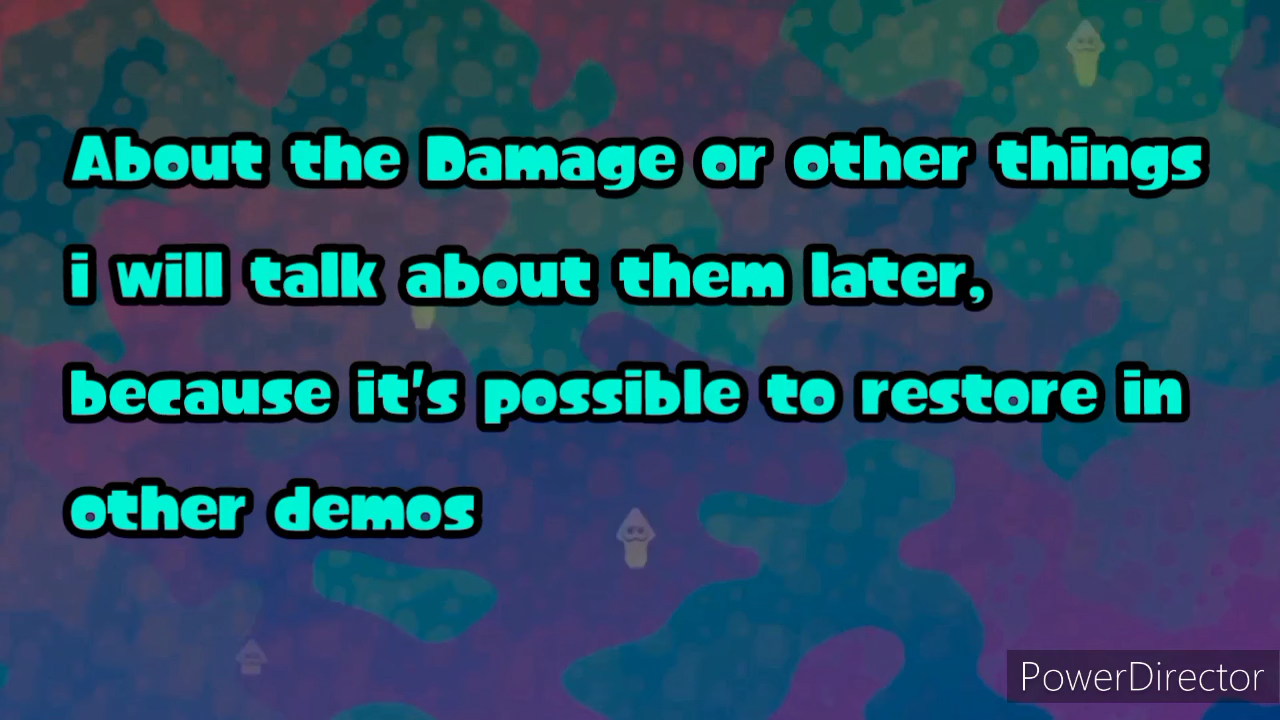 About the Damage or other things
i will talk about them later,
because it's possible to restore in
other demos
PowerDirector